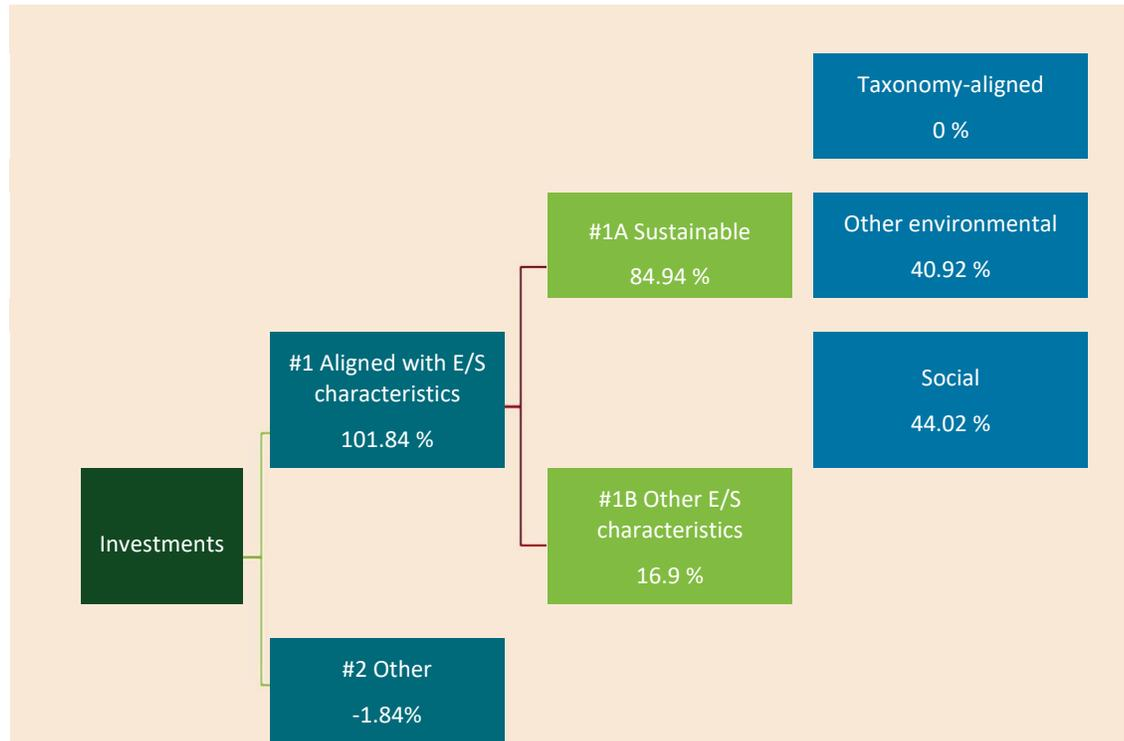 Taxonomy-aligned
0 %
#1A Sustainable
84.94 %
Other environmental
40.92 %
#1 Aligned with E/S
characteristics
101.84 %
Social
44.02 %
Investments
#1B Other E/S
characteristics
16.9 %
#2 Other
-1.84%